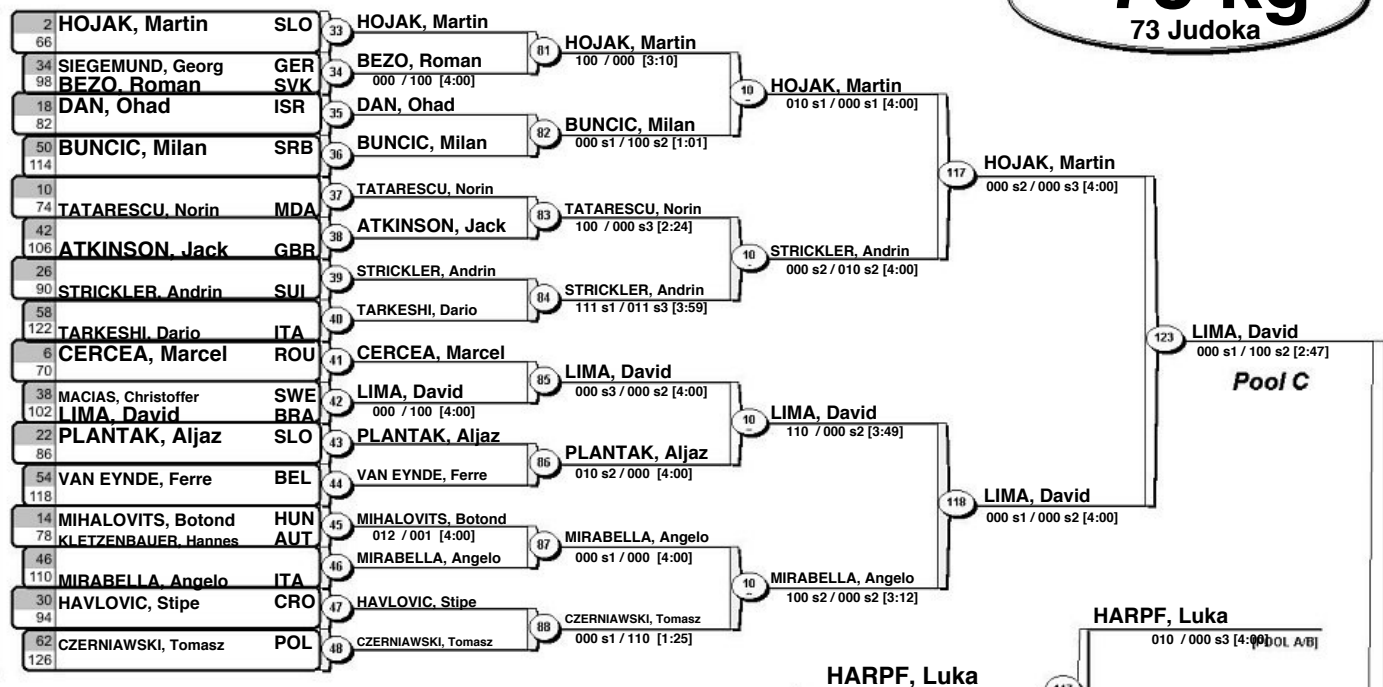 73 kg
73 Judoka
2 HOJAK, Martin SLO
66
34 SIEGEMUND, Georg GER
98 BEZO, Roman SVK
18 DAN, Ohad ISR
82
50 BUNCIC, Milan SRB
114
10
74 TATARESCU, Norin MDA
42
106 ATKINSON, Jack GBR
26
90 STRICKLER, Andrin SUI
58
122 TARKESHI, Dario ITA
6 CERCEA, Marcel ROU
70
38 MACIAS, Christoffer SWE
102 LIMA, David BRA
22 PLANTAK, Aljaz SLO
86
54 VAN EYNDE, Ferre BEL
118
14 MIHALOVITS, Botond HUN
78 KLETZENBAUER, Hannes AUT
46
110 MIRABELLA, Angelo ITA
30 HAVLOVIC, Stipe CRO
94
62 CZERNIAWSKI, Tomasz POL
126
33 HOJAK, Martin
34 BEZO, Roman
000 / 100 [4:00]
35 DAN, Ohad
36 BUNCIC, Milan
37 TATARESCU, Norin
38 ATKINSON, Jack
39 STRICKLER, Andrin
40 TARKESHI, Dario
41 CERCEA, Marcel
42 LIMA, David
000 / 100 [4:00]
43 PLANTAK, Aljaz
44 VAN EYNDE, Ferre
45 MIHALOVITS, Botond
012 / 001 [4:00]
46 MIRABELLA, Angelo
47 HAVLOVIC, Stipe
48 CZERNIAWSKI, Tomasz
81 HOJAK, Martin
100 / 000 [3:10]
82 BUNCIC, Milan
000 s1 / 100 s2 [1:01]
83 TATARESCU, Norin
100 / 000 s3 [2:24]
84 STRICKLER, Andrin
111 s1 / 011 s3 [3:59]
85 LIMA, David
000 s3 / 000 s2 [4:00]
86 PLANTAK, Aljaz
010 s2 / 000 [4:00]
87 MIRABELLA, Angelo
000 s1 / 000 [4:00]
88 CZERNIAWSKI, Tomasz
000 s1 / 110 [1:25]
10 HOJAK, Martin
010 s1 / 000 s1 [4:00]
10 STRICKLER, Andrin
000 s2 / 010 s2 [4:00]
10 LIMA, David
110 / 000 s2 [3:49]
10 MIRABELLA, Angelo
100 s2 / 000 s2 [3:12]
117 HOJAK, Martin
000 s2 / 000 s3 [4:00]
118 LIMA, David
000 s1 / 000 s2 [4:00]
123 LIMA, David
000 s1 / 100 s2 [2:47]
Pool C
HARPF, Luka
010 / 000 s3 [4:00]
HARPF, Luka